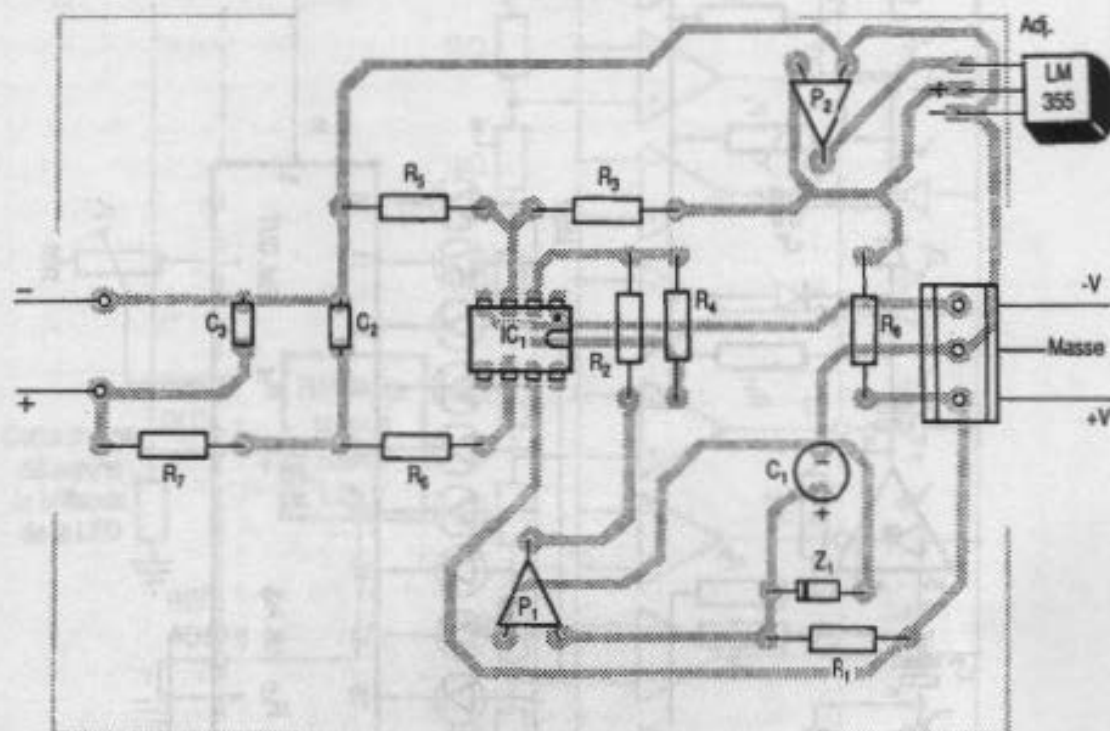 Adj.
LM
355
+
P2
R5
R3
−
C3
C2
IC1
R2
R4
R8
-V
Masse
+V
+
R7
R6
C1
−
+
Z1
P1
R1